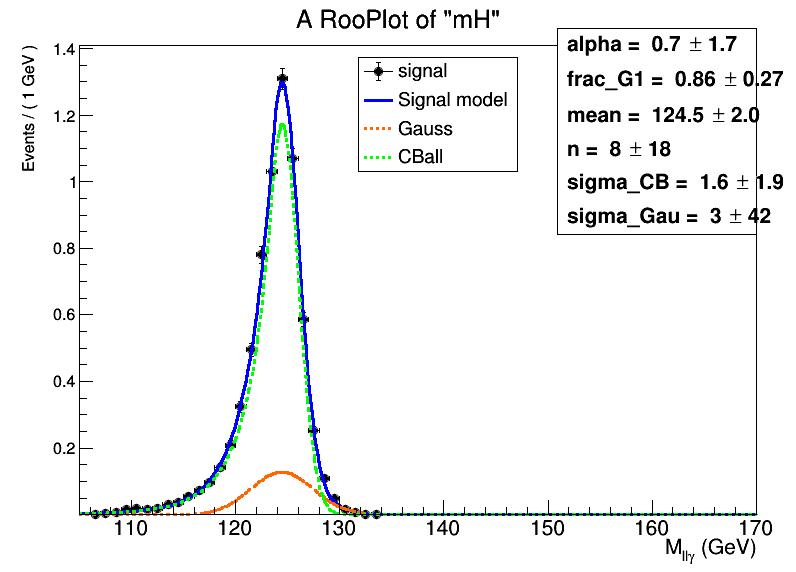 A RooPlot of "mH"
Events / ( 1 GeV )
1.4
1.2
1
0.8
0.6
0.4
0.2
signal
Signal model
Gauss
CBall
alpha = 0.7 ± 1.7
frac_G1 = 0.86 ± 0.27
mean = 124.5 ± 2.0
n = 8 ± 18
sigma_CB = 1.6 ± 1.9
sigma_Gau = 3 ± 42
110 120 130 140 150 160 170
M_llγ (GeV)